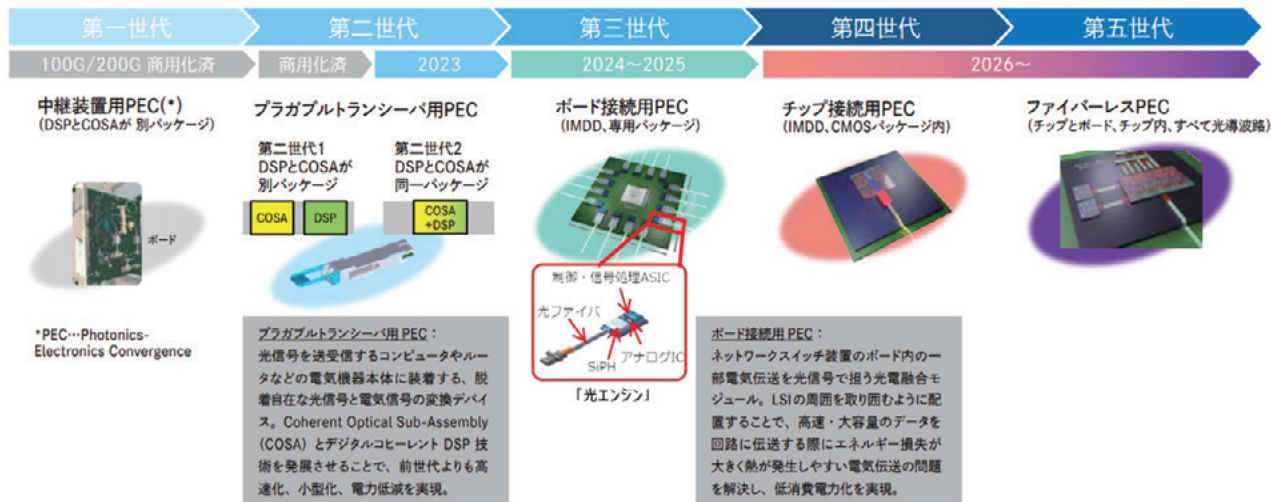 第一世代
第二世代
第三世代
第四世代
第五世代
100G/200G 商用化済
商用化済
2023
2024～2025
2026～
中継装置用PEC(*)
(DSPとCOSAが 別パッケージ)
ボード
*PEC…Photonics-
Electronics Convergence
プラガブルトランシーバ用PEC
第二世代1
DSPとCOSAが
別パッケージ
COSA
DSP
第二世代2
DSPとCOSAが
同一パッケージ
COSA
+DSP
プラガブルトランシーバ用 PEC：
光信号を送受信するコンピュータやルー
タなどの電気機器本体に装着する、脱
着自在な光信号と電気信号の変換デバイ
ス。Coherent Optical Sub-Assembly
(COSA) とデジタルコヒーレント DSP 技
術を発展させることで、前世代よりも高
速化、小型化、電力低減を実現。
ボード接続用PEC
(IMDD、専用パッケージ)
制御・信号処理ASIC
光ファイバ
アナログIC
SiPH
「光エンジン」
チップ接続用PEC
(IMDD、CMOSパッケージ内)
ボード接続用 PEC：
ネットワークスイッチ装置のボード内の一
部電気伝送を光信号で担う光電融合モ
ジュール。LSIの周囲を取り囲むように配
置することで、高速・大容量のデータを
回路に伝送する際にエネルギー損失が
大きく熱が発生しやすい電気伝送の問題
を解決し、低消費電力化を実現。
ファイバーレスPEC
(チップとボード、チップ内、すべて光導波路)